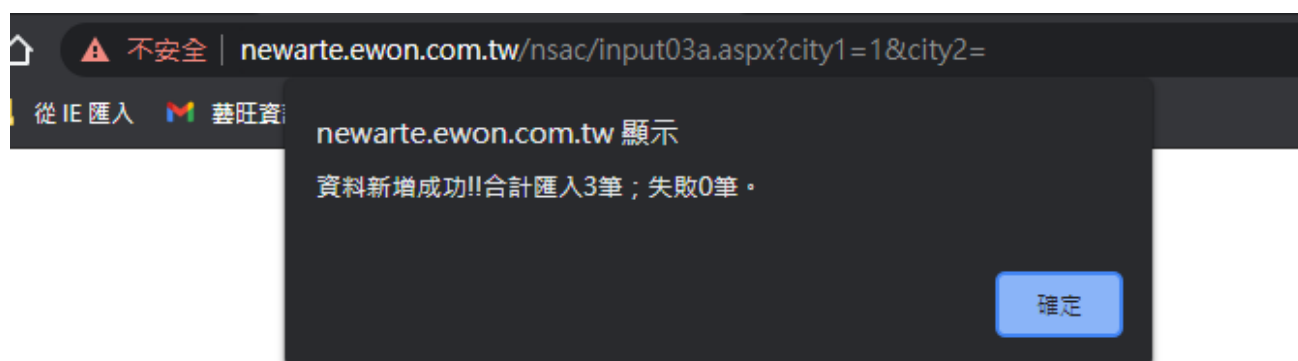 不安全 | newarte.ewon.com.tw/nsac/input03a.aspx?city1=1&city2=
從 IE 匯入 藝旺資
newarte.ewon.com.tw 顯示
資料新增成功!!合計匯入3筆；失敗0筆。
確定